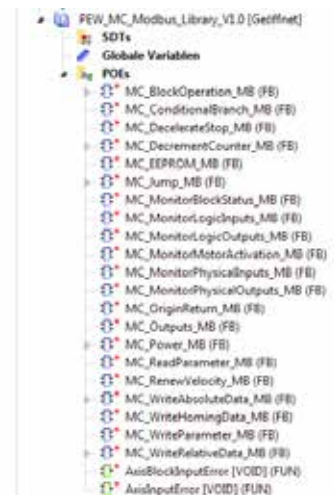 PEW_MC_Modbus_Library_V1.0 [Geöffnet]
SDTs
Globale Variablen
POEs
MC_BlockOperation_MB (FB)
MC_ConditionalBranch_MB (FB)
MC_DecelerateStop_MB (FB)
MC_DecrementCounter_MB (FB)
MC_EEPROM_MB (FB)
MC_Jump_MB (FB)
MC_MonitorBlockStatus_MB (FB)
MC_MonitorLogicInputs_MB (FB)
MC_MonitorLogicOutputs_MB (FB)
MC_MonitorMotorActivation_MB (FB)
MC_MonitorPhysicalInputs_MB (FB)
MC_MonitorPhysicalOutputs_MB (FB)
MC_OriginReturn_MB (FB)
MC_Outputs_MB (FB)
MC_Power_MB (FB)
MC_ReadParameter_MB (FB)
MC_RenewVelocity_MB (FB)
MC_WriteAbsoluteData_MB (FB)
MC_WriteHomingData_MB (FB)
MC_WriteParameter_MB (FB)
MC_WriteRelativeData_MB (FB)
AxisBlockInputError [VOID] (FUN)
AxisInputError [VOID] (FUN)